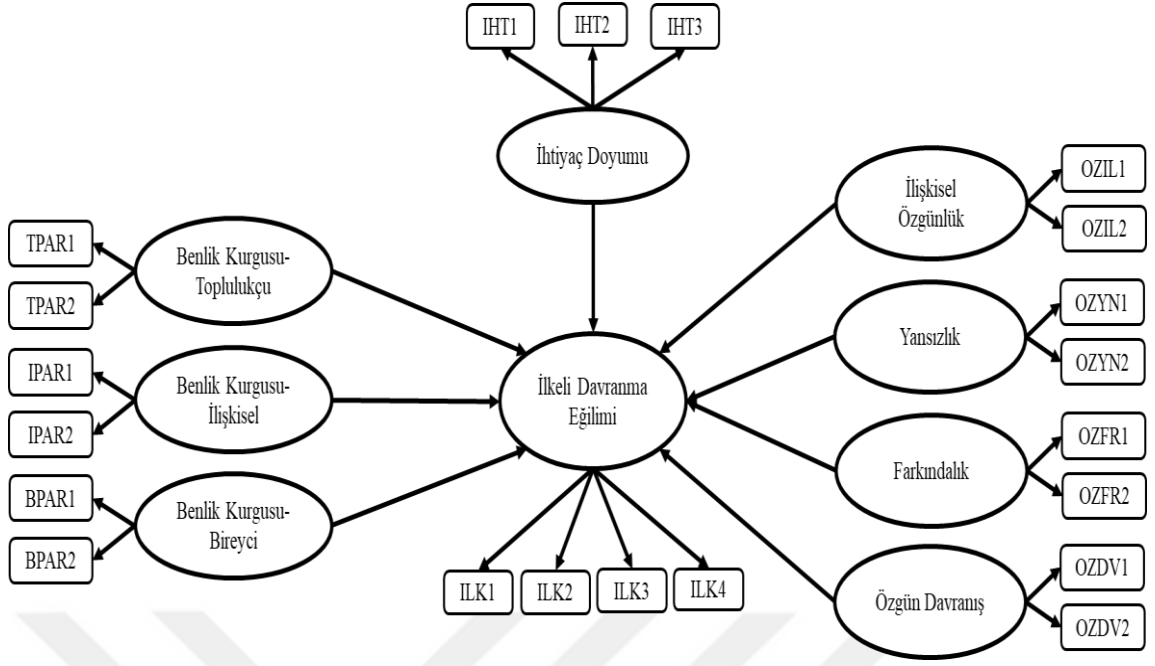 IHT1
IHT2
IHT3
İhtiyaç Doyumu
İlişkisel
Özgünlük
OZIL1
OZIL2
TPAR1
TPAR2
Benlik Kurgusu-
Toplulukçu
Yansızlık
OZYN1
OZYN2
IPAR1
IPAR2
Benlik Kurgusu-
İlişkisel
İlkeli Davranma
Eğilimi
Farkındalık
OZFR1
OZFR2
BPAR1
BPAR2
Benlik Kurgusu-
Bireyci
ILK1
ILK2
ILK3
ILK4
Özgün Davranış
OZDV1
OZDV2